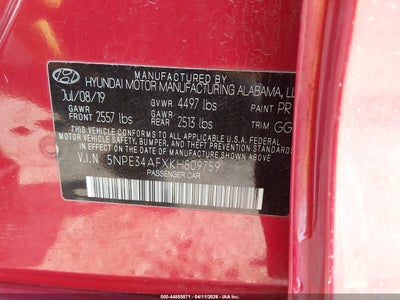 MANUFACTURED BY
HYUNDAI MOTOR MANUFACTURING ALABAMA, LL
Jul/08/19
GVWR 4497 lbs
PAINT PR
GAWR
FRONT 2557 lbs
GAWR
REAR 2513 lbs
TRIM GG
THIS VEHICLE CONFORMS TO ALL APPLICABLE U.S.A. FEDERAL
MOTOR VEHICLE SAFETY, BUMPER, AND THEFT PREVENTION
STANDARDS IN EFFECT ON THE DATE OF MANUFACTURE SHOWN ABOVE.
V.I.N 5NPE34AFXKH809759
PASSENGER CAR
000-44855871 04/11/2026 IAA Inc.